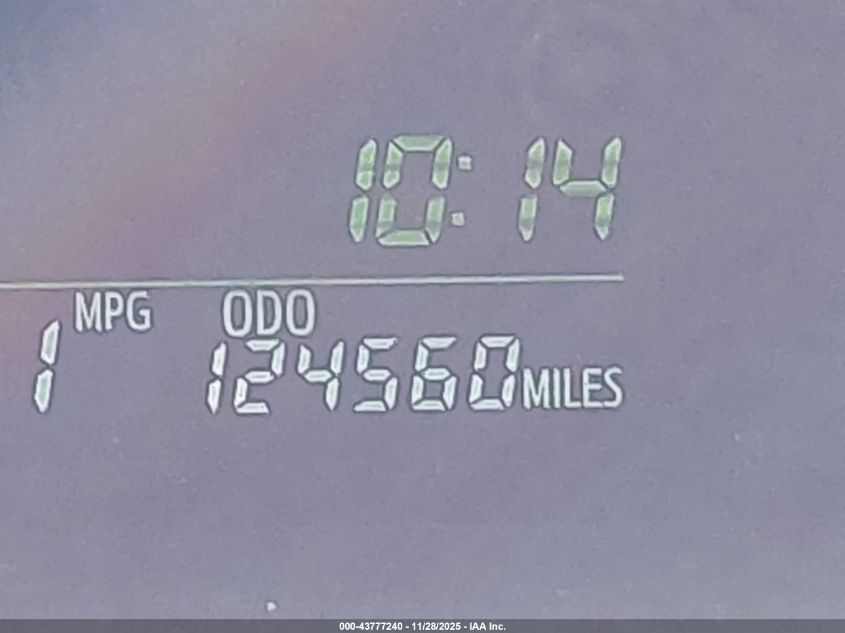 10:14
MPG ODO
1 124560 MILES
000-43777240 - 11/28/2025 - IAA Inc.